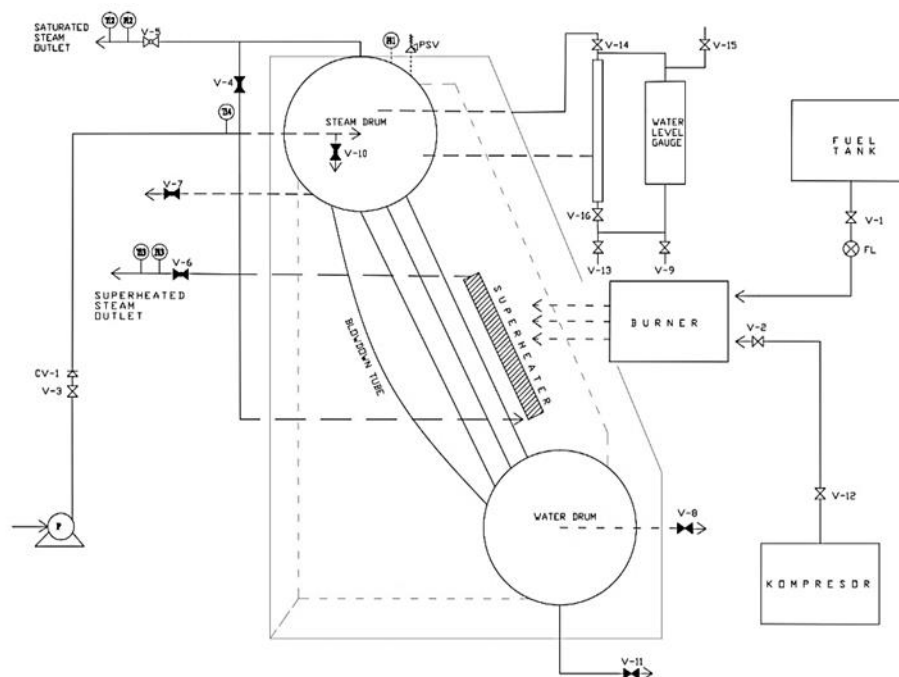 SATURATED
STEAM
OUTLET
V-5
PSV
V-14
V-15
V-4
STEAM DRUM
V-10
WATER
LEVEL
GAUGE
FUEL
TANK
V-7
V-16
V-1
FL
V-13
V-9
V-6
SUPERHEATED
STEAM
OUTLET
SUPERHEATER
BURNER
V-2
BLOWDOWN TUBE
CV-1
V-3
V-12
P
WATER DRUM
V-8
KOMPRESOR
V-11